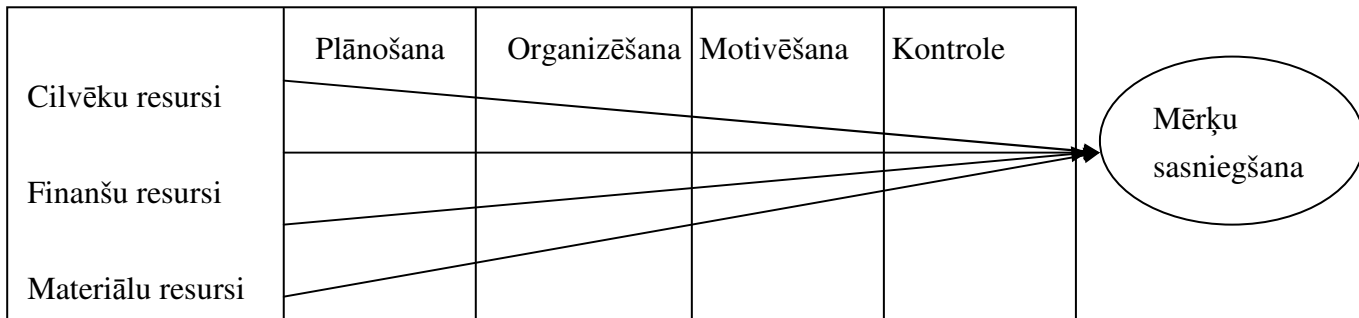 Plānošana Organizēšana Motivēšana Kontrole
Cilvēku resursi
Finanšu resursi
Materiālu resursi
Mērķu
sasniegšana